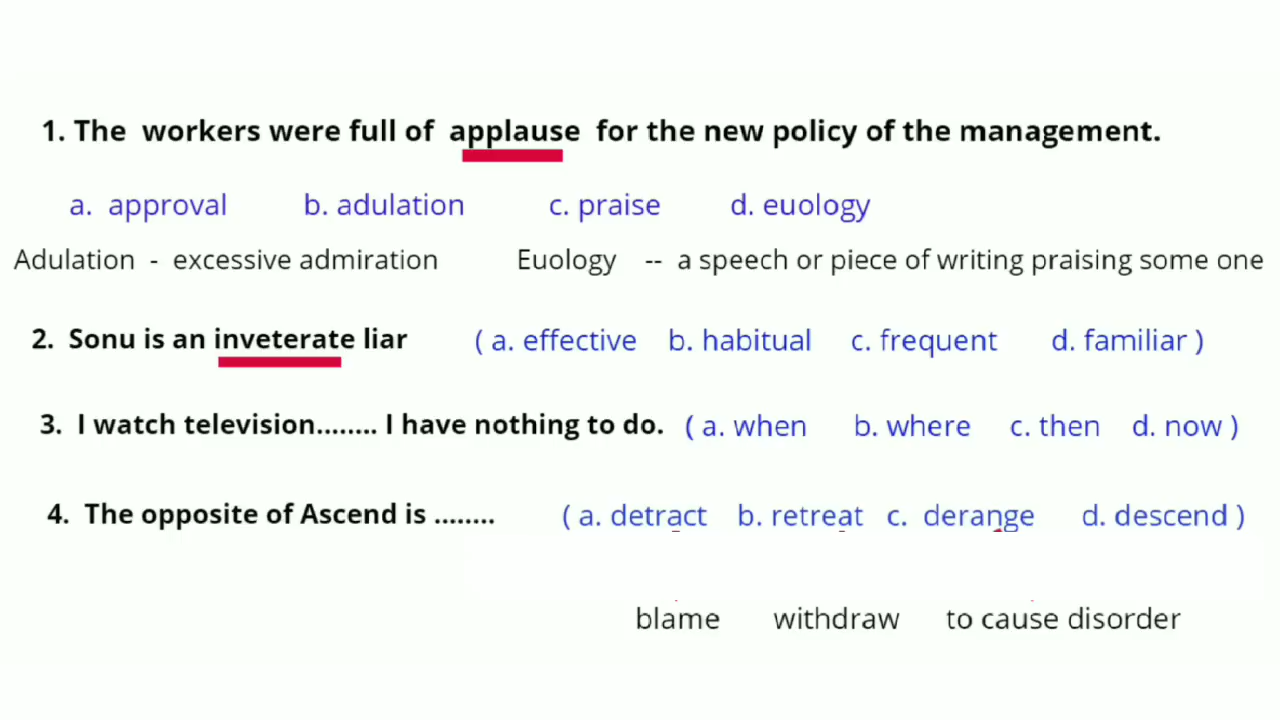 1. The workers were full of applause for the new policy of the management.
a. approval b. adulation c. praise d. euology
Adulation - excessive admiration Euology -- a speech or piece of writing praising some one
2. Sonu is an inveterate liar ( a. effective b. habitual c. frequent d. familiar )
3. I watch television........ I have nothing to do. ( a. when b. where c. then d. now )
4. The opposite of Ascend is ........ ( a. detract b. retreat c. derange d. descend )
blame withdraw to cause disorder